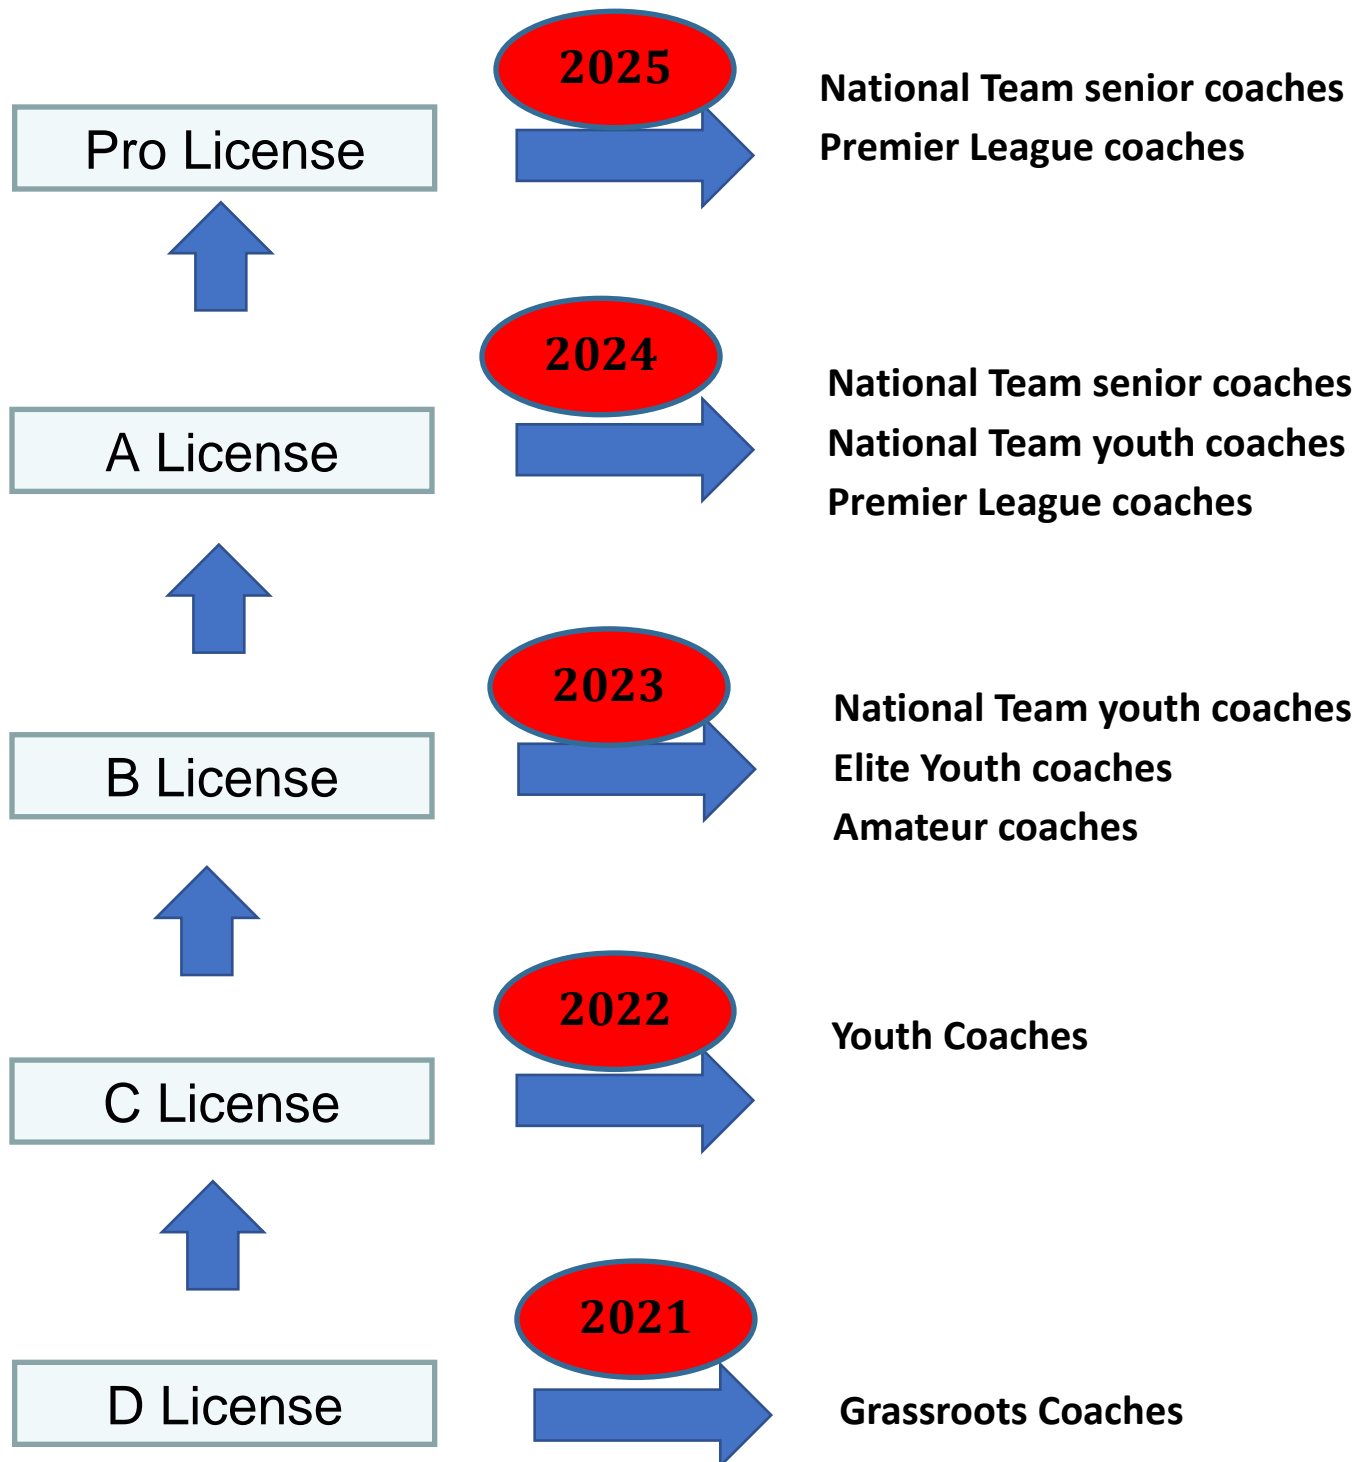 2025
National Team senior coaches
Pro License
Premier League coaches
2024
National Team senior coaches
A License
National Team youth coaches
Premier League coaches
2023
National Team youth coaches
B License
Elite Youth coaches
Amateur coaches
2022
Youth Coaches
C License
2021
D License
Grassroots Coaches